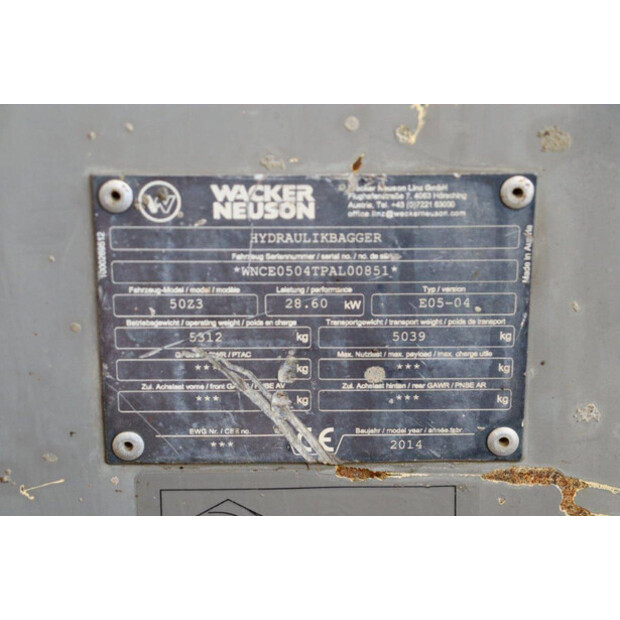 W
WACKER
NEUSON
Wacker Neuson Linz GmbH
Flughafenstraße 7, 4063 Hörsching
Austria, Tel. +43 (0)7221 63000
office.linz@wackerneuson.com
HYDRAULIKBAGGER
Fahrzeug Seriennummer / serial no. / no de série
*WNCE0504TPAL00851*
Fahrzeug-Model / model / modèle
Leistung / performance
Typ / version
50Z3
28.60 kW
E05-04
Betriebsgewicht / operating weight / poids en charge
Transportgewicht / transport weight / poids de transport
5312 kg
5039 kg
/ PTAC
Max. Nutzlast / max. payload / max. charge utile
*** kg
*** kg
Zul. Achslast vorne / front / PNBE AV
Zul. Achslast hinten / rear GAWR / PNBE AR
*** kg
*** kg
EWG Nr. / CEE no.
***
CE
Baujahr / model year / année fabr.
2014
1000269612
Made in Austria